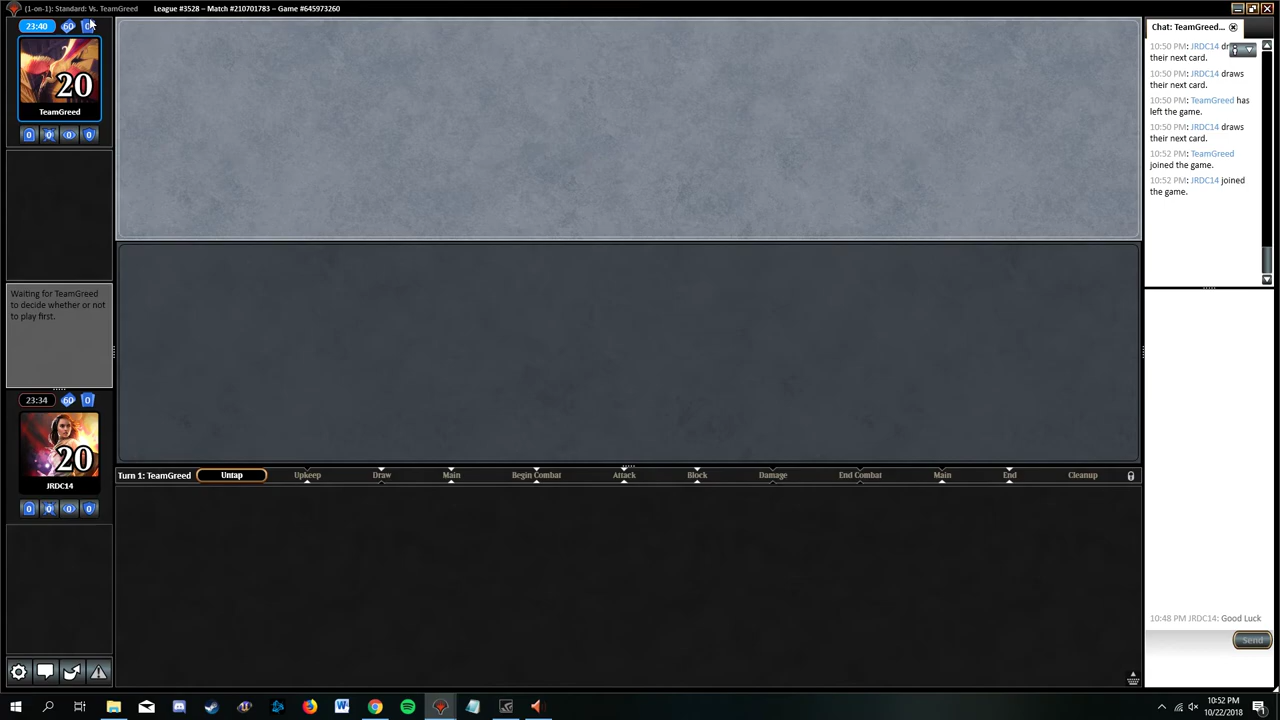 (1-on-1): Standard: Vs. TeamGreed League #3528 – Match #210701783 – Game #645973260
23:40 60 0
20
TeamGreed
0 0 0 0
Waiting for TeamGreed
to decide whether or not
to play first.
23:34 60 0
20
JRDC14
0 0 0 0
Turn 1: TeamGreed Untap Upkeep Draw Main Begin Combat Attack Block Damage End Combat Main End Cleanup
Chat: TeamGreed...
10:50 PM: JRDC14
their next card.
10:50 PM: JRDC14 draws
their next card.
10:50 PM: TeamGreed has
left the game.
10:50 PM: JRDC14 draws
their next card.
10:52 PM: TeamGreed
joined the game.
10:52 PM: JRDC14 joined
the game.
10:48 PM JRDC14: Good Luck
Send
10:52 PM
10/22/2018